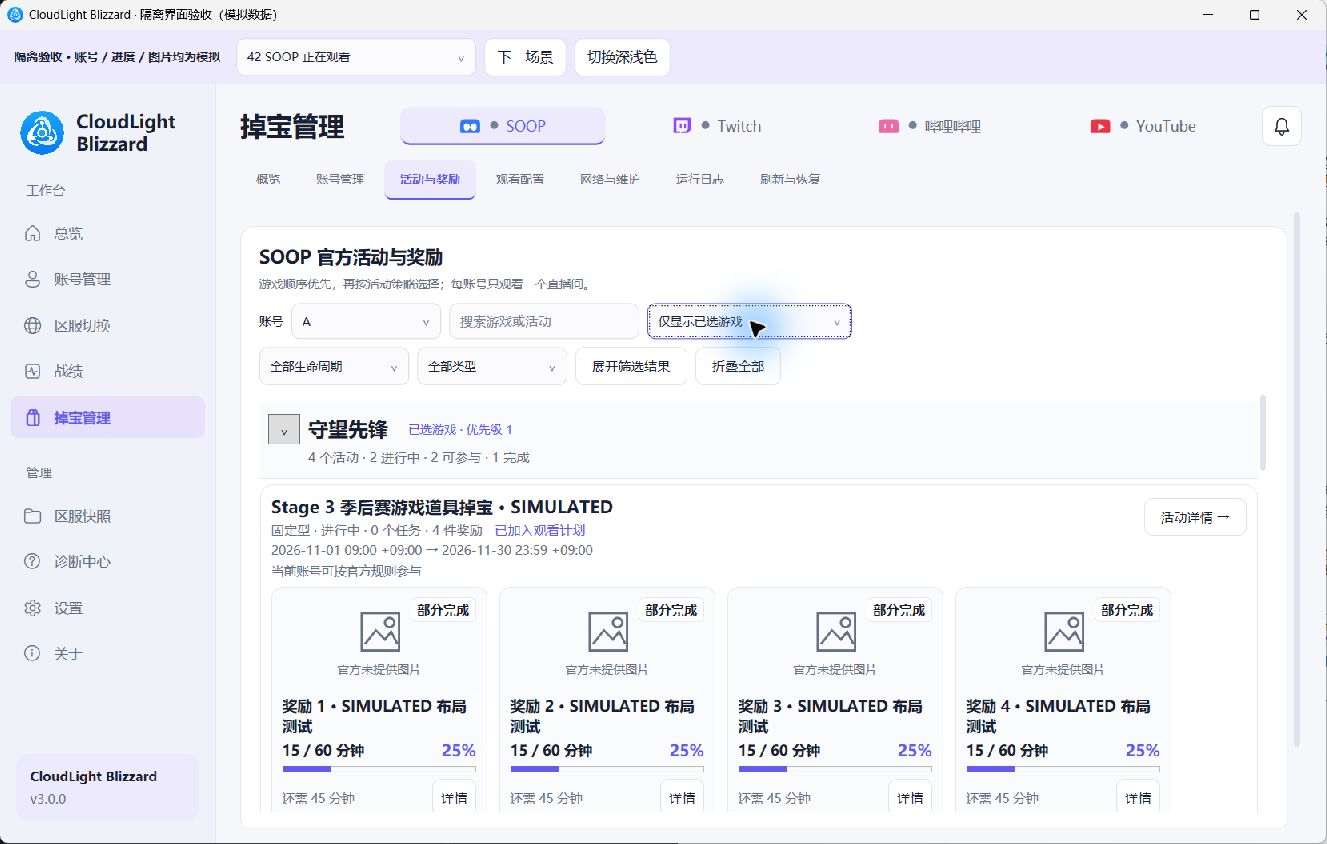 CloudLight Blizzard · 隔离界面验收（模拟数据）
隔离验收 • 账号 / 进度 / 图片均为模拟
42 SOOP 正在观看
下一场景
切换深浅色
CloudLight
Blizzard
掉宝管理
SOOP
Twitch
哔哩哔哩
YouTube
工作台
概览
账号管理
活动与奖励
观看配置
网络与维护
运行日志
刷新与恢复
总览
账号管理
区服切换
战绩
掉宝管理
管理
区服快照
诊断中心
设置
关于
CloudLight Blizzard
v3.0.0
SOOP 官方活动与奖励
游戏顺序优先，再按活动策略选择；每账号只观看一个直播间。
账号
A
搜索游戏或活动
仅显示已选游戏
全部生命周期
全部类型
展开筛选结果
折叠全部
守望先锋
已选游戏 · 优先级 1
4 个活动 · 2 进行中 · 2 可参与 · 1 完成
Stage 3 季后赛游戏道具掉宝 • SIMULATED
活动详情 →
固定型 · 进行中 · 0 个任务 · 4 件奖励 已加入观看计划
2026-11-01 09:00 +09:00 → 2026-11-30 23:59 +09:00
当前账号可按官方规则参与
部分完成
官方未提供图片
奖励 1 • SIMULATED 布局
测试
15 / 60 分钟
25%
还需 45 分钟
详情
部分完成
官方未提供图片
奖励 2 • SIMULATED 布局
测试
15 / 60 分钟
25%
还需 45 分钟
详情
部分完成
官方未提供图片
奖励 3 • SIMULATED 布局
测试
15 / 60 分钟
25%
还需 45 分钟
详情
部分完成
官方未提供图片
奖励 4 • SIMULATED 布局
测试
15 / 60 分钟
25%
还需 45 分钟
详情